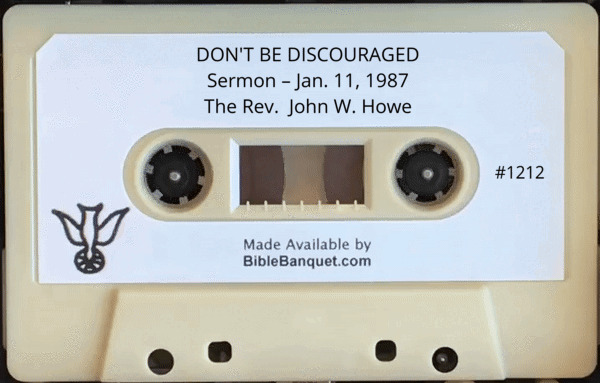 DON'T BE DISCOURAGED
Sermon – Jan. 11, 1987
The Rev.  John W. Howe
#1212
Made Available by
BibleBanquet.com